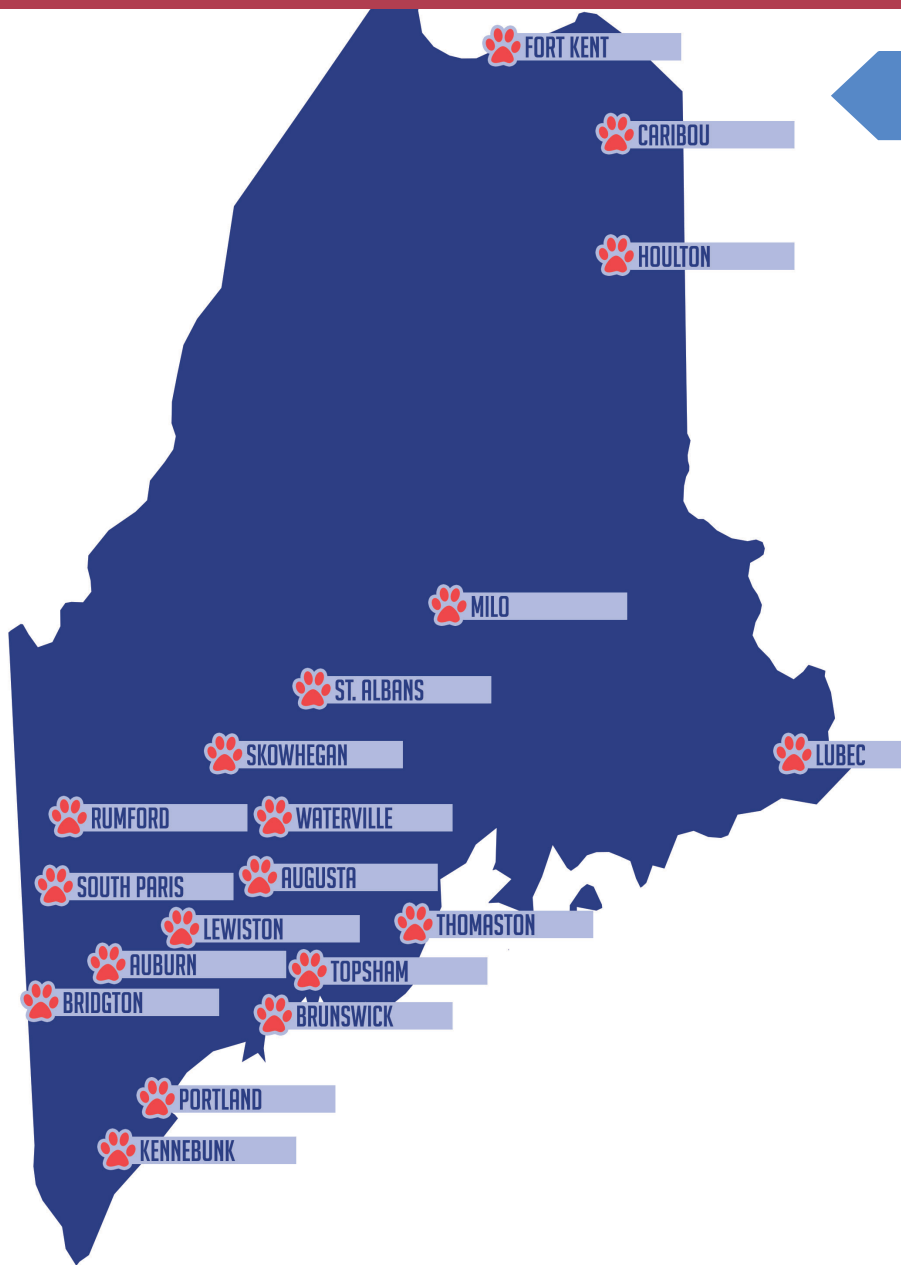 FORT KENT
CARIBOU
HOULTON
MILO
ST. ALBANS
SKOWHEGAN
LUBEC
RUMFORD
WATERVILLE
SOUTH PARIS
AUGUSTA
LEWISTON
THOMASTON
AUBURN
TOPSHAM
BRIDGTON
BRUNSWICK
PORTLAND
KENNEBUNK